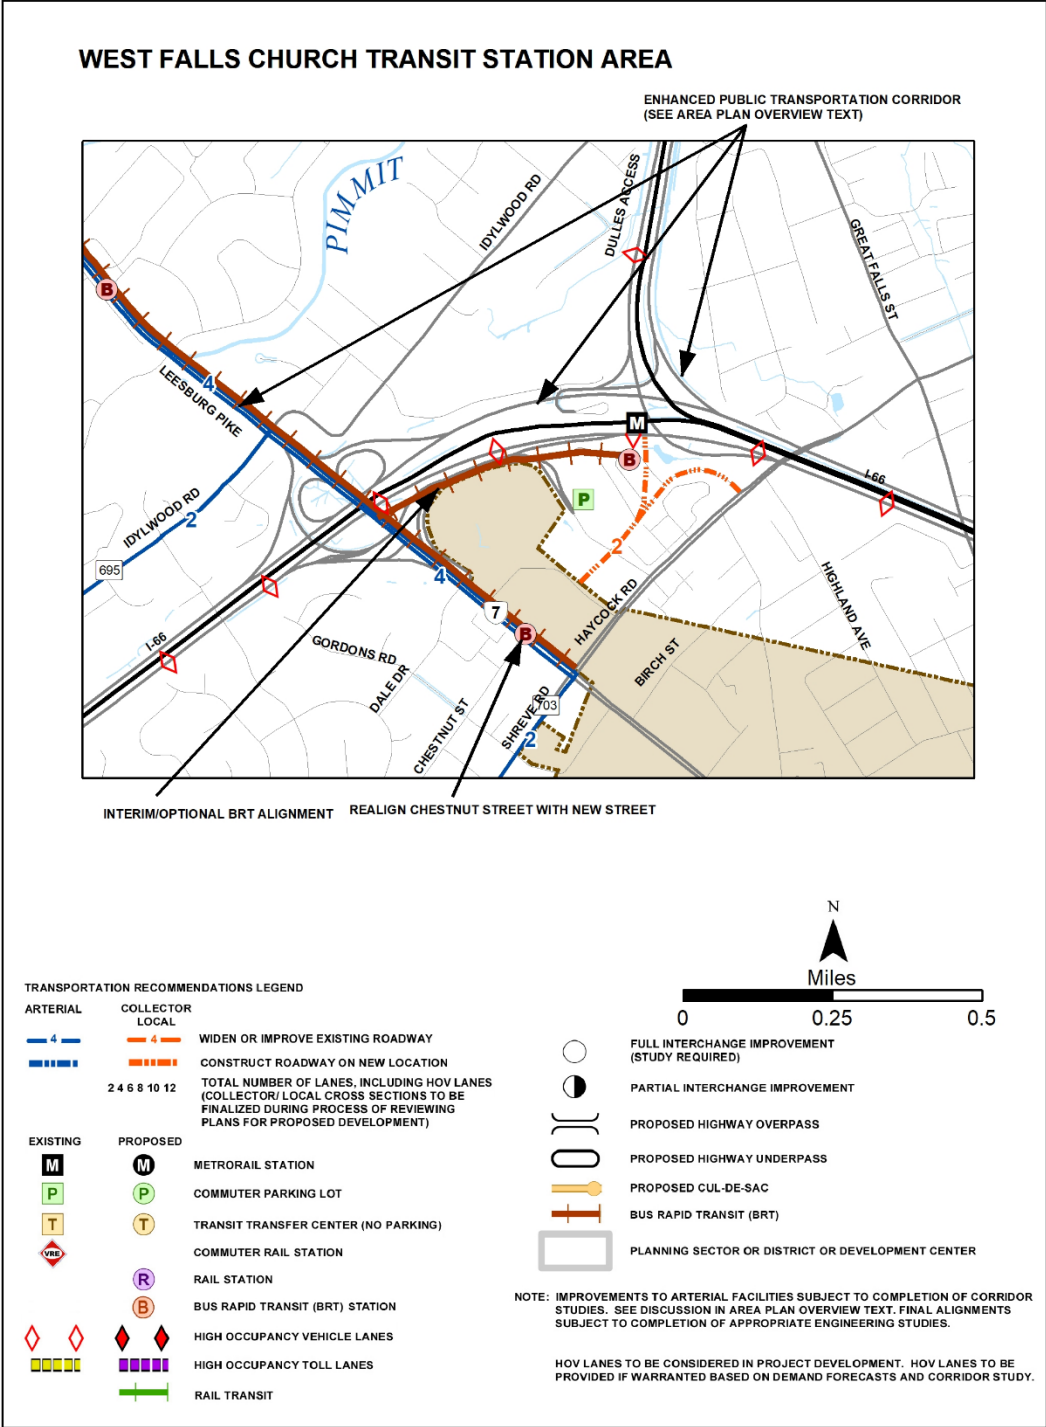 WEST FALLS CHURCH TRANSIT STATION AREA
ENHANCED PUBLIC TRANSPORTATION CORRIDOR
(SEE AREA PLAN OVERVIEW TEXT)
PIMMIT
IDYLWOOD RD
DULLES ACCESS
GREAT FALLS ST
B
4
LEESBURG PIKE
M
B
I-66
P
IDYLWOOD RD
2
695
2
4
7
HIGHLAND AVE
HAYCOCK RD
I-66
B
GORDONS RD
BIRCH ST
DALE DR
CHESTNUT ST
SHREVE RD
703
2
INTERIM/OPTIONAL BRT ALIGNMENT
REALIGN CHESTNUT STREET WITH NEW STREET
N
Miles
0 0.25 0.5
TRANSPORTATION RECOMMENDATIONS LEGEND
ARTERIAL
COLLECTOR
LOCAL
4 4 WIDEN OR IMPROVE EXISTING ROADWAY
CONSTRUCT ROADWAY ON NEW LOCATION
2 4 6 8 10 12 TOTAL NUMBER OF LANES, INCLUDING HOV LANES
(COLLECTOR/ LOCAL CROSS SECTIONS TO BE
FINALIZED DURING PROCESS OF REVIEWING
PLANS FOR PROPOSED DEVELOPMENT)
EXISTING PROPOSED
M M METRORAIL STATION
P P COMMUTER PARKING LOT
T T TRANSIT TRANSFER CENTER (NO PARKING)
VRE COMMUTER RAIL STATION
R RAIL STATION
B BUS RAPID TRANSIT (BRT) STATION
HIGH OCCUPANCY VEHICLE LANES
HIGH OCCUPANCY TOLL LANES
RAIL TRANSIT
FULL INTERCHANGE IMPROVEMENT
(STUDY REQUIRED)
PARTIAL INTERCHANGE IMPROVEMENT
PROPOSED HIGHWAY OVERPASS
PROPOSED HIGHWAY UNDERPASS
PROPOSED CUL-DE-SAC
BUS RAPID TRANSIT (BRT)
PLANNING SECTOR OR DISTRICT OR DEVELOPMENT CENTER
NOTE: IMPROVEMENTS TO ARTERIAL FACILITIES SUBJECT TO COMPLETION OF CORRIDOR
STUDIES. SEE DISCUSSION IN AREA PLAN OVERVIEW TEXT. FINAL ALIGNMENTS
SUBJECT TO COMPLETION OF APPROPRIATE ENGINEERING STUDIES.
HOV LANES TO BE CONSIDERED IN PROJECT DEVELOPMENT. HOV LANES TO BE
PROVIDED IF WARRANTED BASED ON DEMAND FORECASTS AND CORRIDOR STUDY.